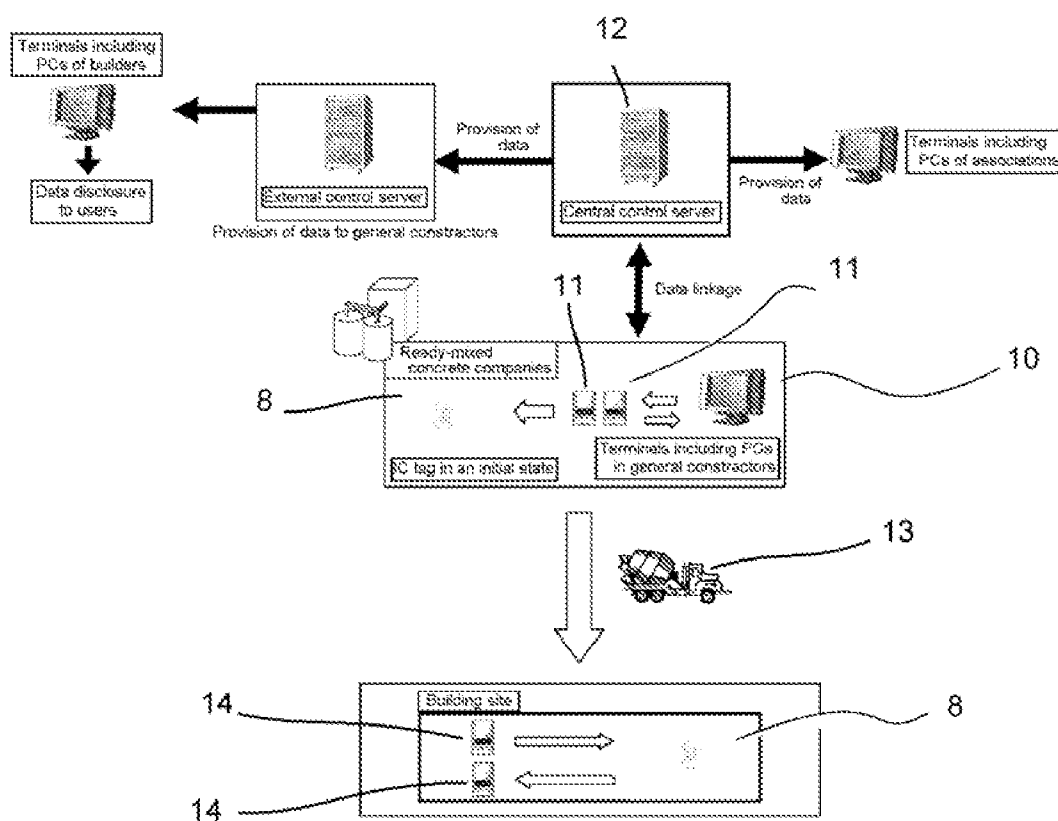 12
Terminals including
PCs of builders
Provision of
data
Terminals including
PCs of associations
Provision of
data
Data disclosure
to users
External control server
Central control server
Provision of data to general constractors
11
11
Data linkage
Ready-mixed
concrete companies
10
8
IC tag in an initial state
Terminals including PCs
in general constractors
13
Building site
14
8
14